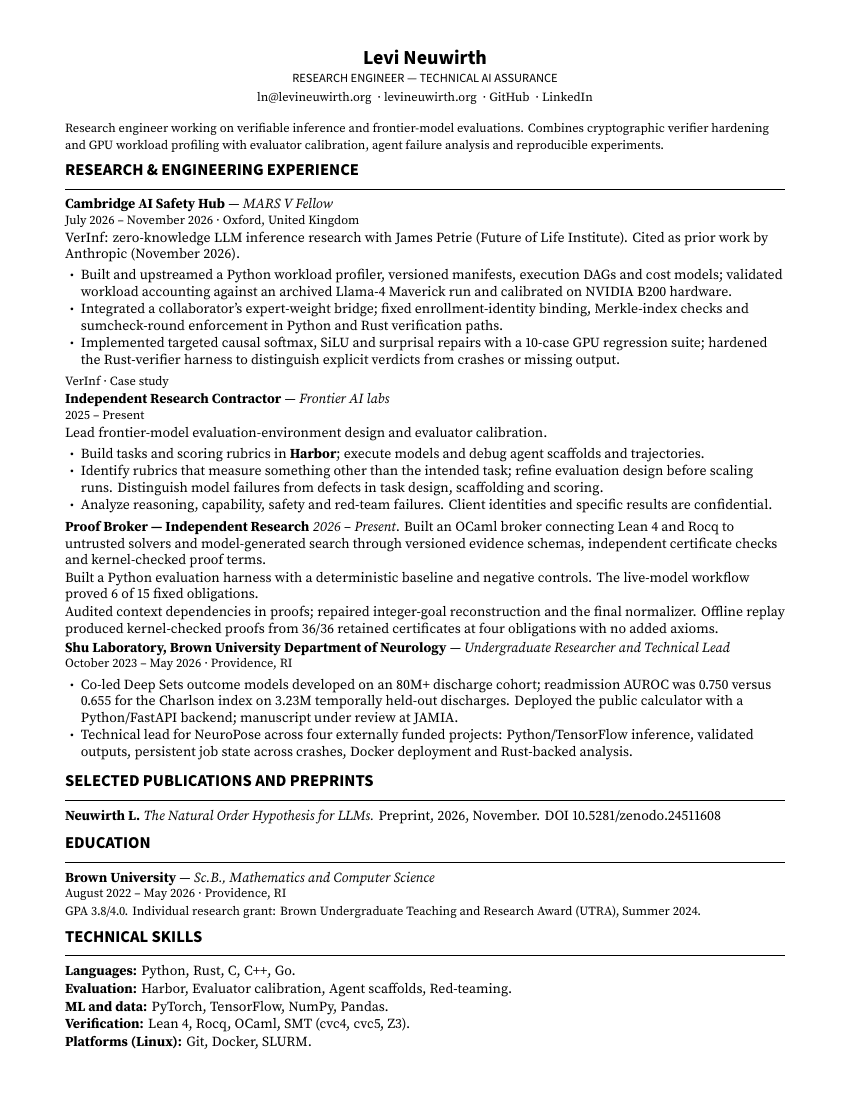 Levi Neuwirth
RESEARCH ENGINEER — TECHNICAL AI ASSURANCE
ln@levineuwirth.org · levineuwirth.org · GitHub · LinkedIn
Research engineer working on verifiable inference and frontier-model evaluations. Combines cryptographic verifier hardening
and GPU workload profiling with evaluator calibration, agent failure analysis and reproducible experiments.
RESEARCH & ENGINEERING EXPERIENCE
Cambridge AI Safety Hub — MARS V Fellow
July 2026 – November 2026 · Oxford, United Kingdom
VerInf: zero-knowledge LLM inference research with James Petrie (Future of Life Institute). Cited as prior work by
Anthropic (November 2026).
• Built and upstreamed a Python workload profiler, versioned manifests, execution DAGs and cost models; validated
workload accounting against an archived Llama-4 Maverick run and calibrated on NVIDIA B200 hardware.
• Integrated a collaborator’s expert-weight bridge; fixed enrollment-identity binding, Merkle-index checks and
sumcheck-round enforcement in Python and Rust verification paths.
• Implemented targeted causal softmax, SiLU and surprisal repairs with a 10-case GPU regression suite; hardened
the Rust-verifier harness to distinguish explicit verdicts from crashes or missing output.
VerInf · Case study
Independent Research Contractor — Frontier AI labs
2025 – Present
Lead frontier-model evaluation-environment design and evaluator calibration.
• Build tasks and scoring rubrics in Harbor; execute models and debug agent scaffolds and trajectories.
• Identify rubrics that measure something other than the intended task; refine evaluation design before scaling
runs. Distinguish model failures from defects in task design, scaffolding and scoring.
• Analyze reasoning, capability, safety and red-team failures. Client identities and specific results are confidential.
Proof Broker — Independent Research 2026 – Present. Built an OCaml broker connecting Lean 4 and Rocq to
untrusted solvers and model-generated search through versioned evidence schemas, independent certificate checks
and kernel-checked proof terms.
Built a Python evaluation harness with a deterministic baseline and negative controls. The live-model workflow
proved 6 of 15 fixed obligations.
Audited context dependencies in proofs; repaired integer-goal reconstruction and the final normalizer. Offline replay
produced kernel-checked proofs from 36/36 retained certificates at four obligations with no added axioms.
Shu Laboratory, Brown University Department of Neurology — Undergraduate Researcher and Technical Lead
October 2023 – May 2026 · Providence, RI
• Co-led Deep Sets outcome models developed on an 80M+ discharge cohort; readmission AUROC was 0.750 versus
0.655 for the Charlson index on 3.23M temporally held-out discharges. Deployed the public calculator with a
Python/FastAPI backend; manuscript under review at JAMIA.
• Technical lead for NeuroPose across four externally funded projects: Python/TensorFlow inference, validated
outputs, persistent job state across crashes, Docker deployment and Rust-backed analysis.
SELECTED PUBLICATIONS AND PREPRINTS
Neuwirth L. The Natural Order Hypothesis for LLMs. Preprint, 2026, November. DOI 10.5281/zenodo.24511608
EDUCATION
Brown University — Sc.B., Mathematics and Computer Science
August 2022 – May 2026 · Providence, RI
GPA 3.8/4.0. Individual research grant: Brown Undergraduate Teaching and Research Award (UTRA), Summer 2024.
TECHNICAL SKILLS
Languages: Python, Rust, C, C++, Go.
Evaluation: Harbor, Evaluator calibration, Agent scaffolds, Red-teaming.
ML and data: PyTorch, TensorFlow, NumPy, Pandas.
Verification: Lean 4, Rocq, OCaml, SMT (cvc4, cvc5, Z3).
Platforms (Linux): Git, Docker, SLURM.